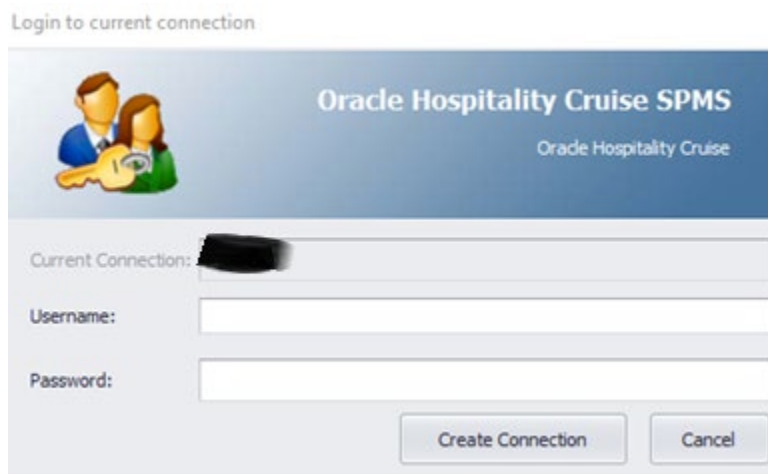 Login to current connection
Oracle Hospitality Cruise SPMS
Oracle Hospitality Cruise
Current Connection:
Username:
Password:
Create Connection Cancel